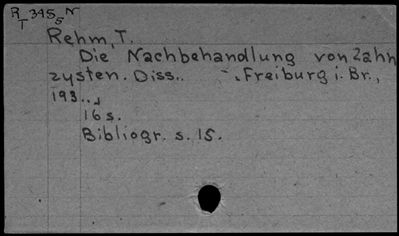 R 345 N
T 5
Rehm, T.
Die Nachbehandlung von Zahn
zysten. Diss.. -, Freiburg i. Br.,
193..,
16 s.
Bibliogr. s. 15.